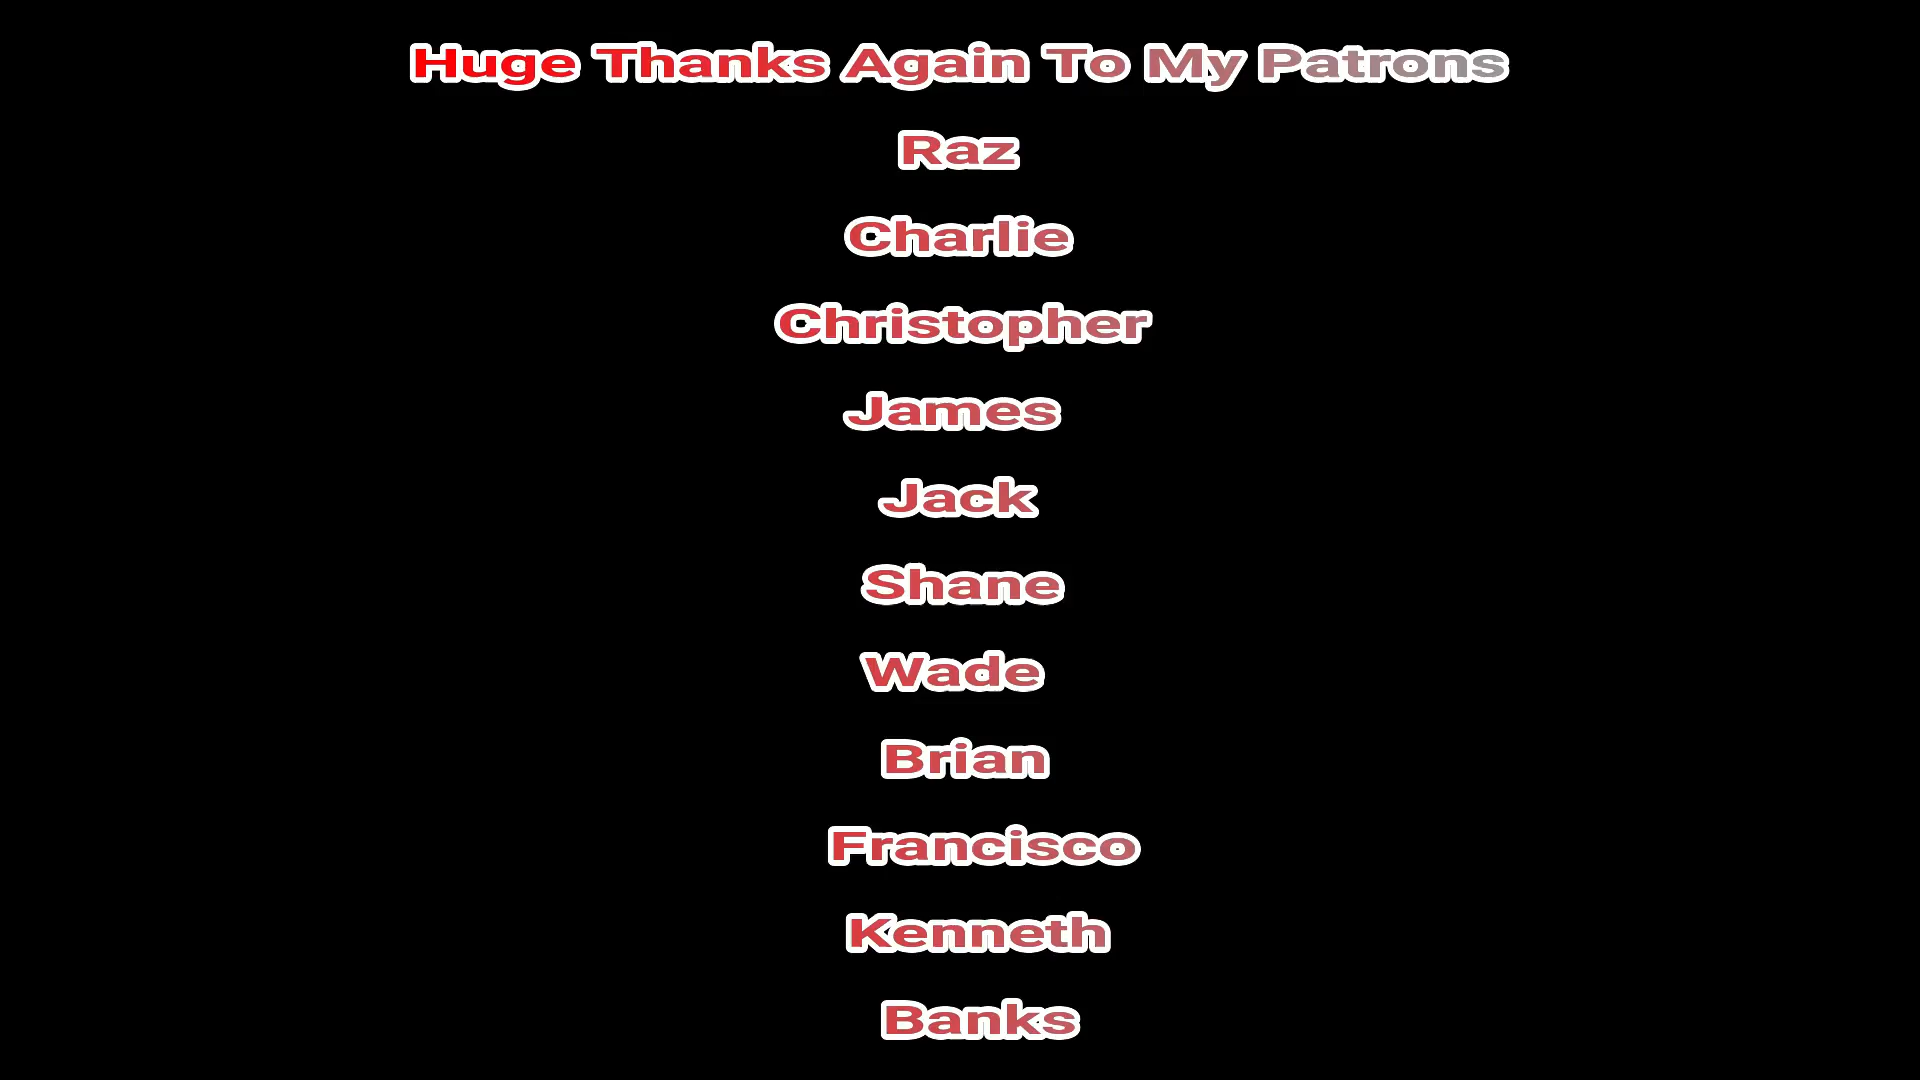 Huge Thanks Again To My Patrons
Raz
Charlie
Christopher
James
Jack
Shane
Wade
Brian
Francisco
Kenneth
Banks